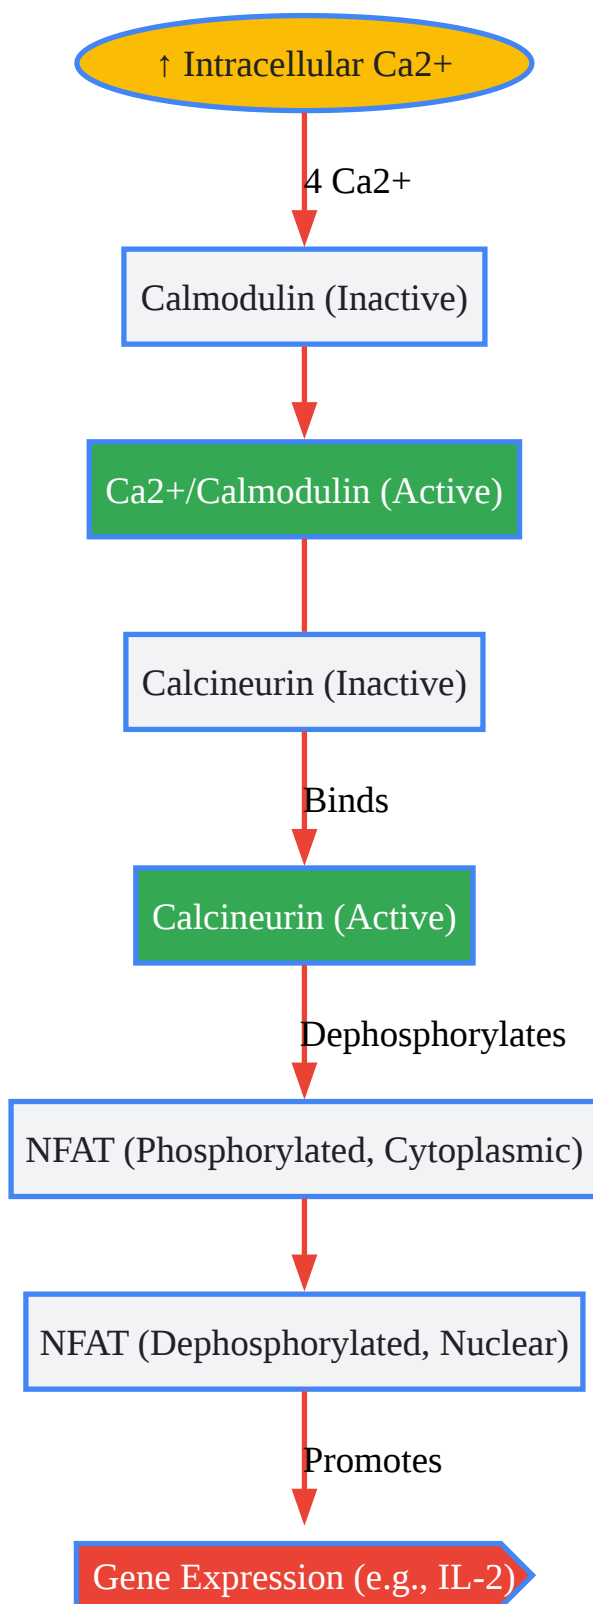 ↑ Intracellular Ca2+
4 Ca2+
Calmodulin (Inactive)
Ca2+/Calmodulin (Active)
Calcineurin (Inactive)
Binds
Calcineurin (Active)
Dephosphorylates
NFAT (Phosphorylated, Cytoplasmic)
NFAT (Dephosphorylated, Nuclear)
Promotes
Gene Expression (e.g., IL-2)